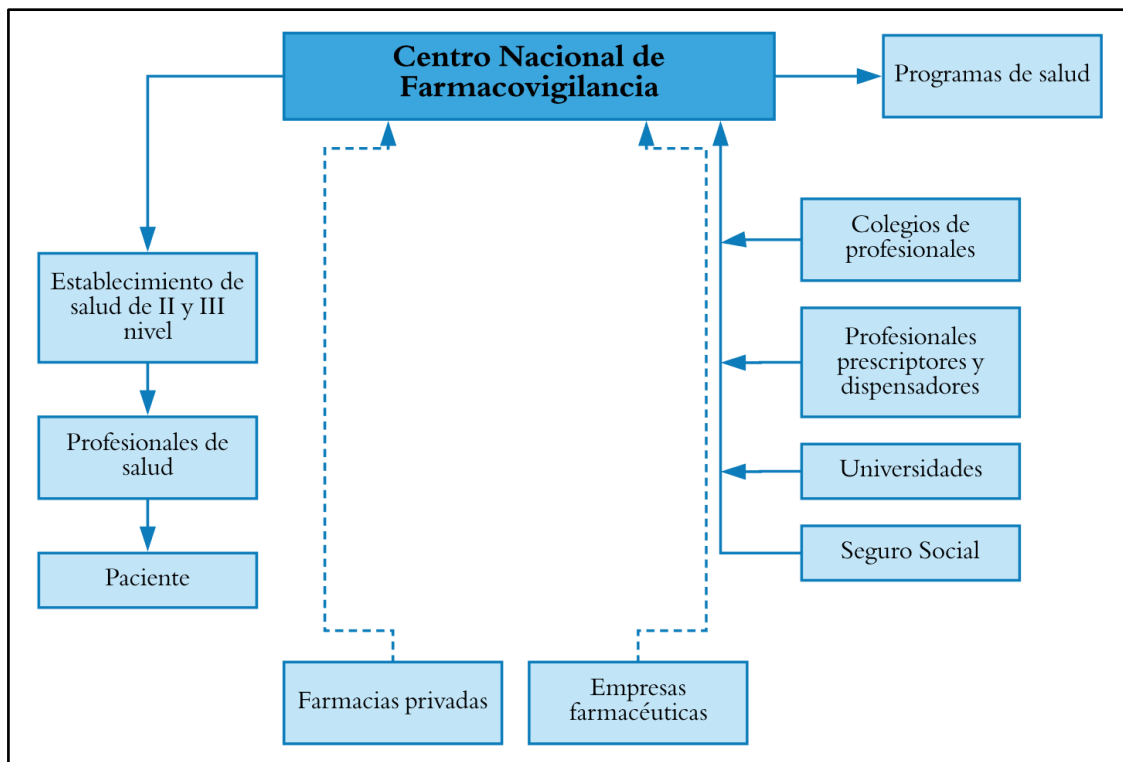 Centro Nacional de
Farmacovigilancia
Programas de salud
Colegios de
profesionales
Establecimiento de
salud de II y III
nivel
Profesionales
prescriptores y
dispensadores
Profesionales de
salud
Universidades
Seguro Social
Paciente
Farmacias privadas
Empresas
farmacéuticas